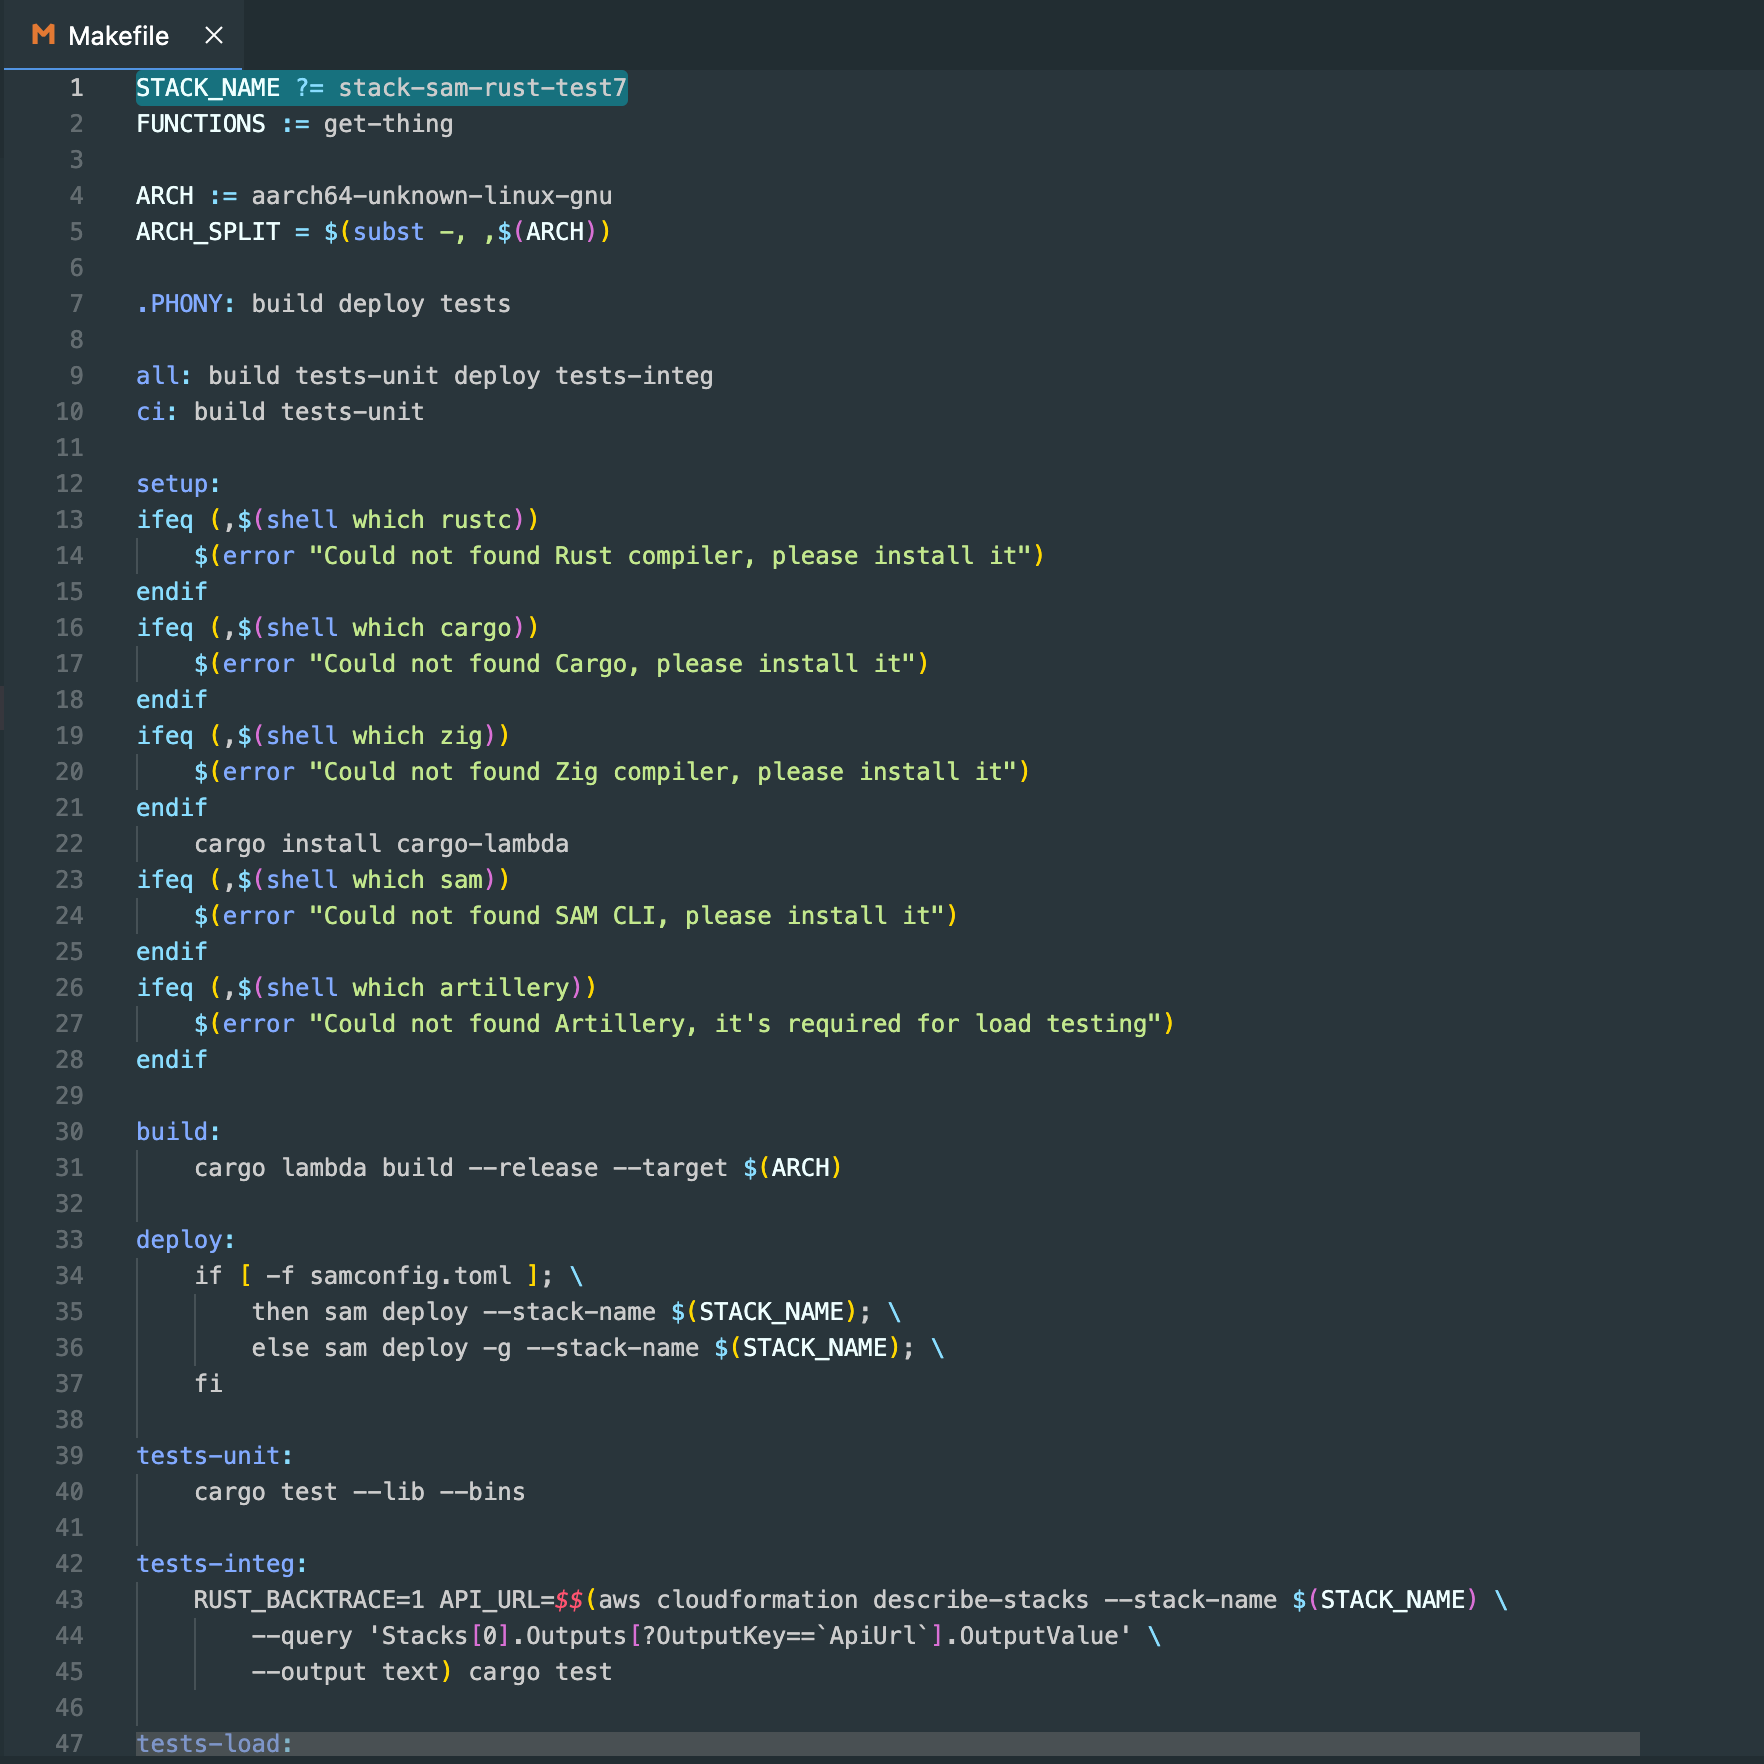 Makefile
1 STACK_NAME ?= stack-sam-rust-test7
2 FUNCTIONS := get-thing
3
4 ARCH := aarch64-unknown-linux-gnu
5 ARCH_SPLIT = $(subst -, ,$(ARCH))
6
7 .PHONY: build deploy tests
8
9 all: build tests-unit deploy tests-integ
10 ci: build tests-unit
11
12 setup:
13 ifeq (,$(shell which rustc))
14     $(error "Could not found Rust compiler, please install it")
15 endif
16 ifeq (,$(shell which cargo))
17     $(error "Could not found Cargo, please install it")
18 endif
19 ifeq (,$(shell which zig))
20     $(error "Could not found Zig compiler, please install it")
21 endif
22     cargo install cargo-lambda
23 ifeq (,$(shell which sam))
24     $(error "Could not found SAM CLI, please install it")
25 endif
26 ifeq (,$(shell which artillery))
27     $(error "Could not found Artillery, it's required for load testing")
28 endif
29
30 build:
31     cargo lambda build --release --target $(ARCH)
32
33 deploy:
34     if [ -f samconfig.toml ]; \
35         then sam deploy --stack-name $(STACK_NAME); \
36         else sam deploy -g --stack-name $(STACK_NAME); \
37     fi
38
39 tests-unit:
40     cargo test --lib --bins
41
42 tests-integ:
43     RUST_BACKTRACE=1 API_URL=$$(aws cloudformation describe-stacks --stack-name $(STACK_NAME) \
44         --query 'Stacks[0].Outputs[?OutputKey==`ApiUrl`].OutputValue' \
45         --output text) cargo test
46
47 tests-load: